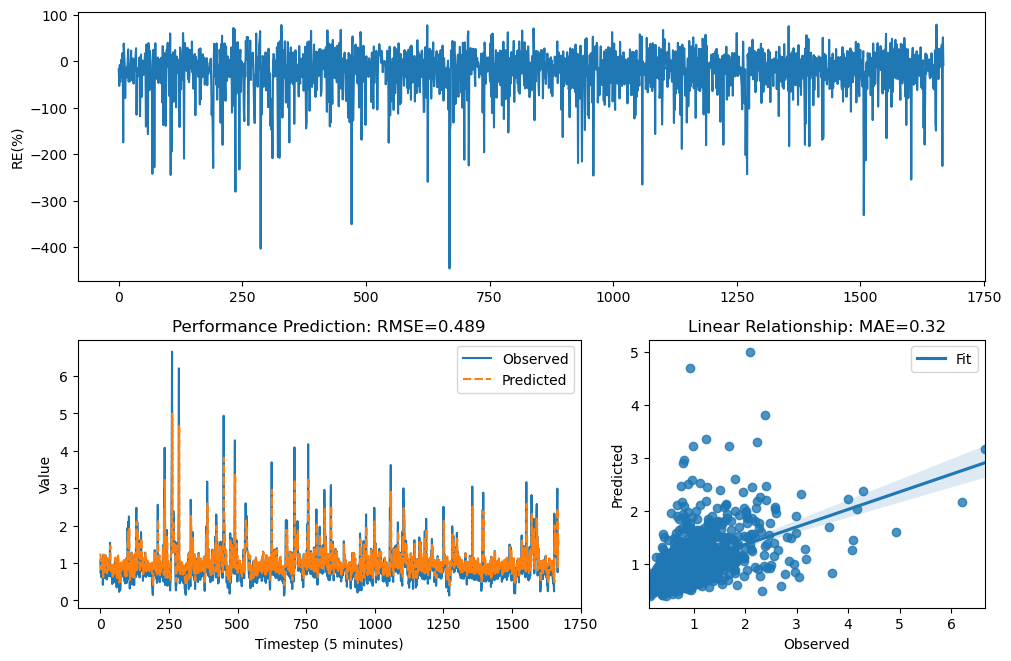 100
0
−100
−200
−300
−400
RE(%)
0 250 500 750 1000 1250 1500 1750
Performance Prediction: RMSE=0.489
Observed
Predicted
6
5
4
3
2
1
0
Value
0 250 500 750 1000 1250 1500 1750
Timestep (5 minutes)
Linear Relationship: MAE=0.32
Fit
5
4
3
2
1
Predicted
1 2 3 4 5 6
Observed